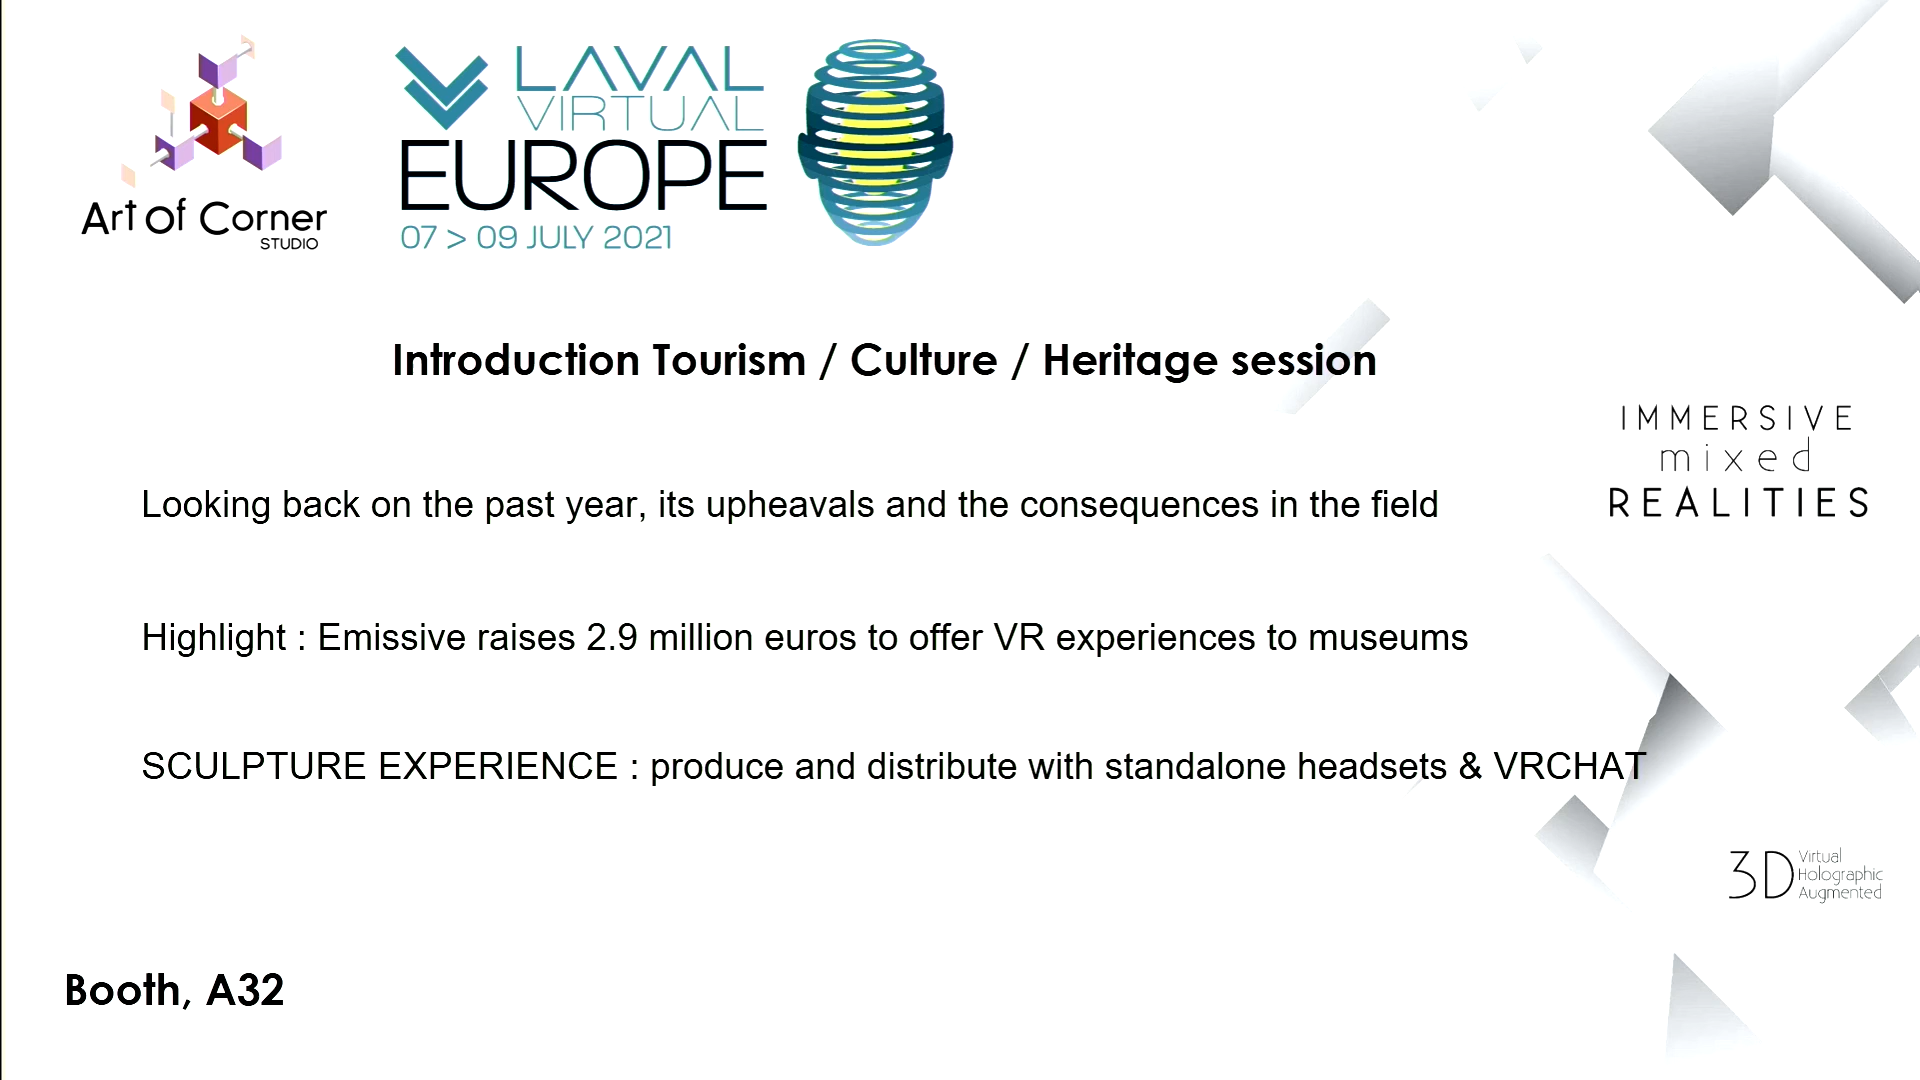 Art of Corner
STUDIO
LAVAL
VIRTUAL
EUROPE
07 > 09 JULY 2021
Introduction Tourism / Culture / Heritage session
IMMERSIVE
mixed
REALITIES
Looking back on the past year, its upheavals and the consequences in the field
Highlight : Emissive raises 2.9 million euros to offer VR experiences to museums
SCULPTURE EXPERIENCE : produce and distribute with standalone headsets & VRCHAT
3D
Virtual
Holographic
Augmented
Booth, A32